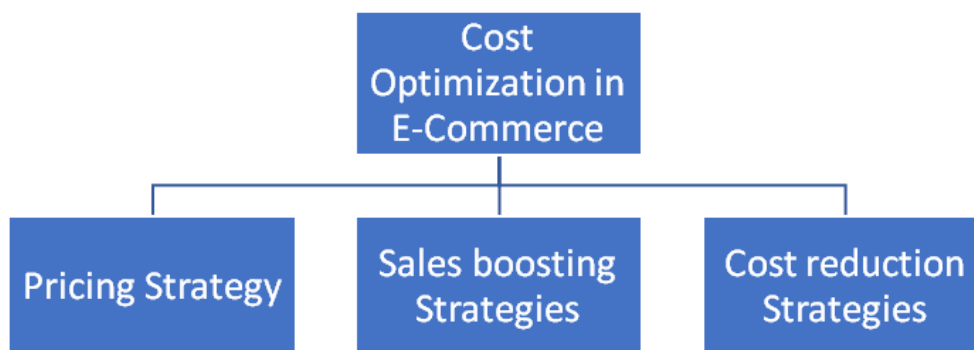 Cost
Optimization in
E-Commerce
Pricing Strategy
Sales boosting
Strategies
Cost reduction
Strategies